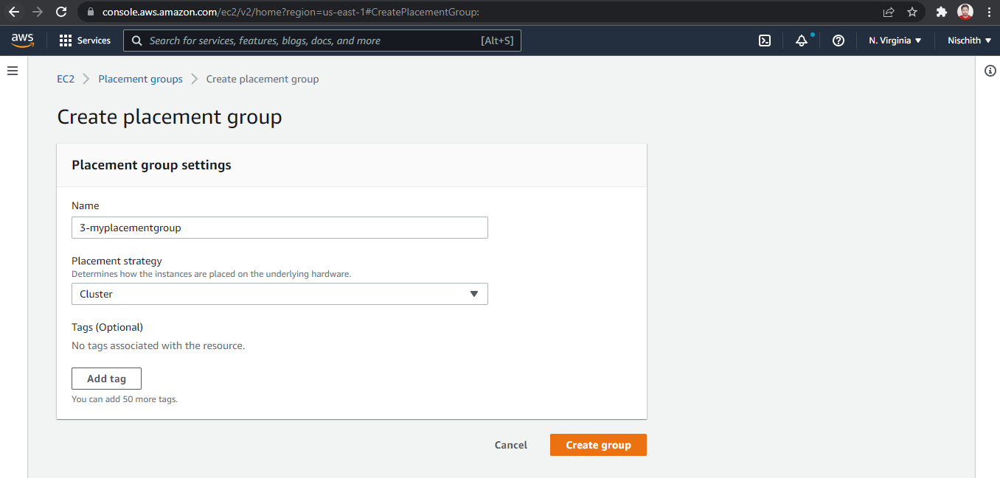 console.aws.amazon.com/ec2/v2/home?region=us-east-1#CreatePlacementGroup:
aws Services Search for services, features, blogs, docs, and more [Alt+S] N. Virginia Nischith
EC2 Placement groups Create placement group
Create placement group
Placement group settings
Name
3-myplacementgroup
Placement strategy
Determines how the instances are placed on the underlying hardware.
Cluster
Tags (Optional)
No tags associated with the resource.
Add tag
You can add 50 more tags.
Cancel Create group